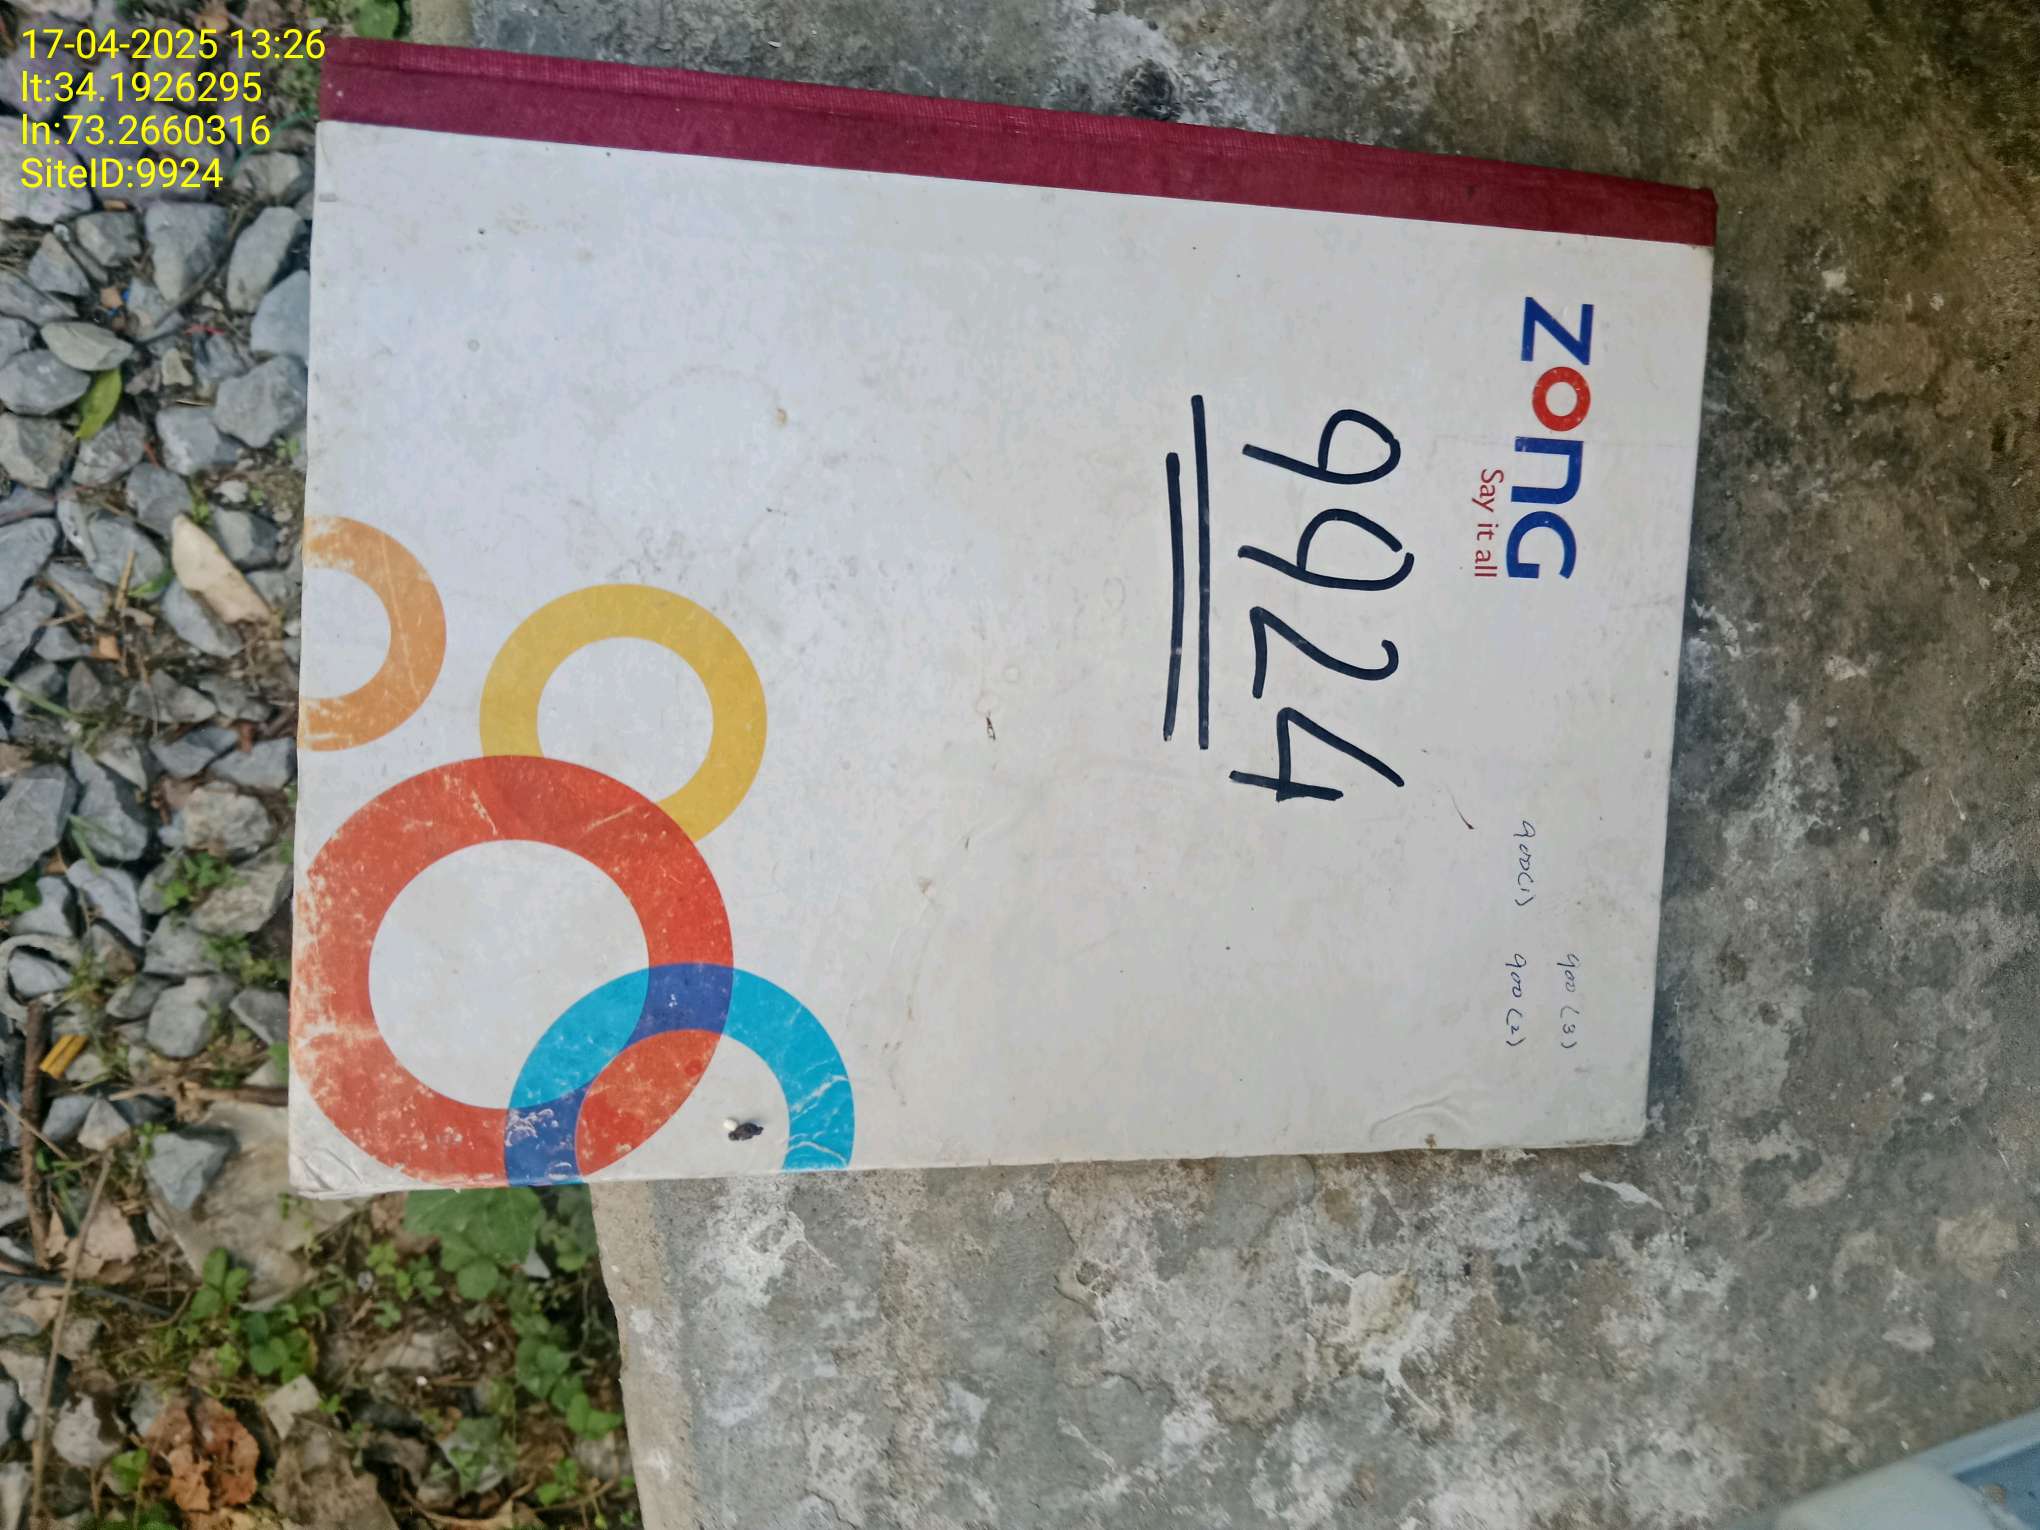 17-04-2025 13:26
lt:34.1926295
ln:73.2660316
SiteID:9924
ZONG
Say it all
900(3)
900(1) 900(2)
9924